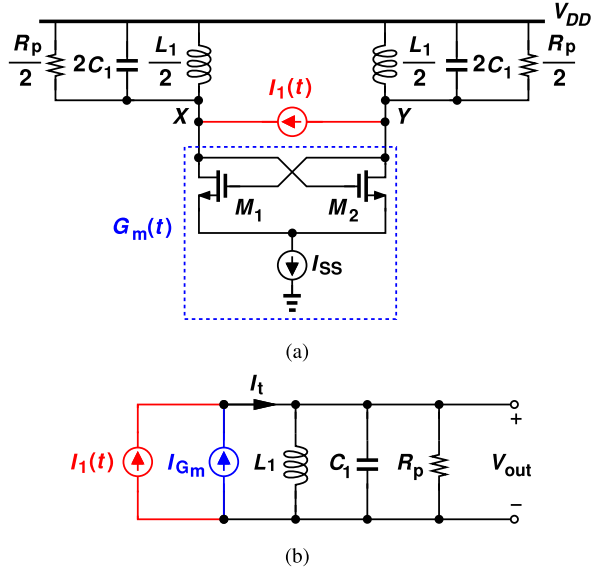 V_DD
R_p/2 2C_1 L_1/2 L_1/2 2C_1 R_p/2
I_1(t)
X Y
M_1 M_2
G_m(t)
I_SS
(a)
I_t
+
I_1(t) I_Gm L_1 C_1 R_p V_out
–
(b)